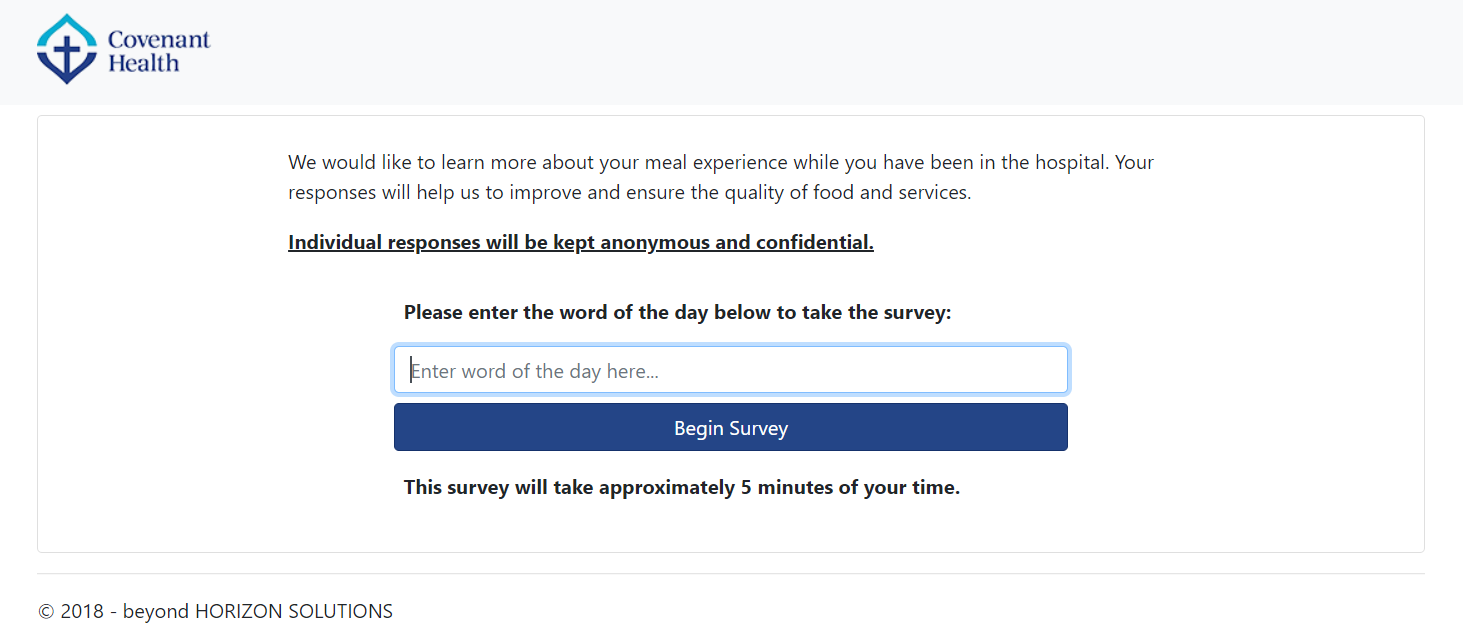 Covenant
Health
We would like to learn more about your meal experience while you have been in the hospital. Your
responses will help us to improve and ensure the quality of food and services.
Individual responses will be kept anonymous and confidential.
Please enter the word of the day below to take the survey:
Enter word of the day here...
Begin Survey
This survey will take approximately 5 minutes of your time.
© 2018 - beyond HORIZON SOLUTIONS